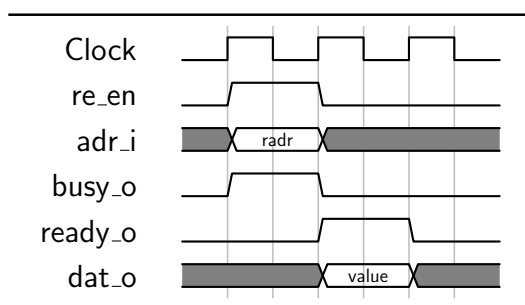 Clock
re_en
adr_i
radr
busy_o
ready_o
dat_o
value